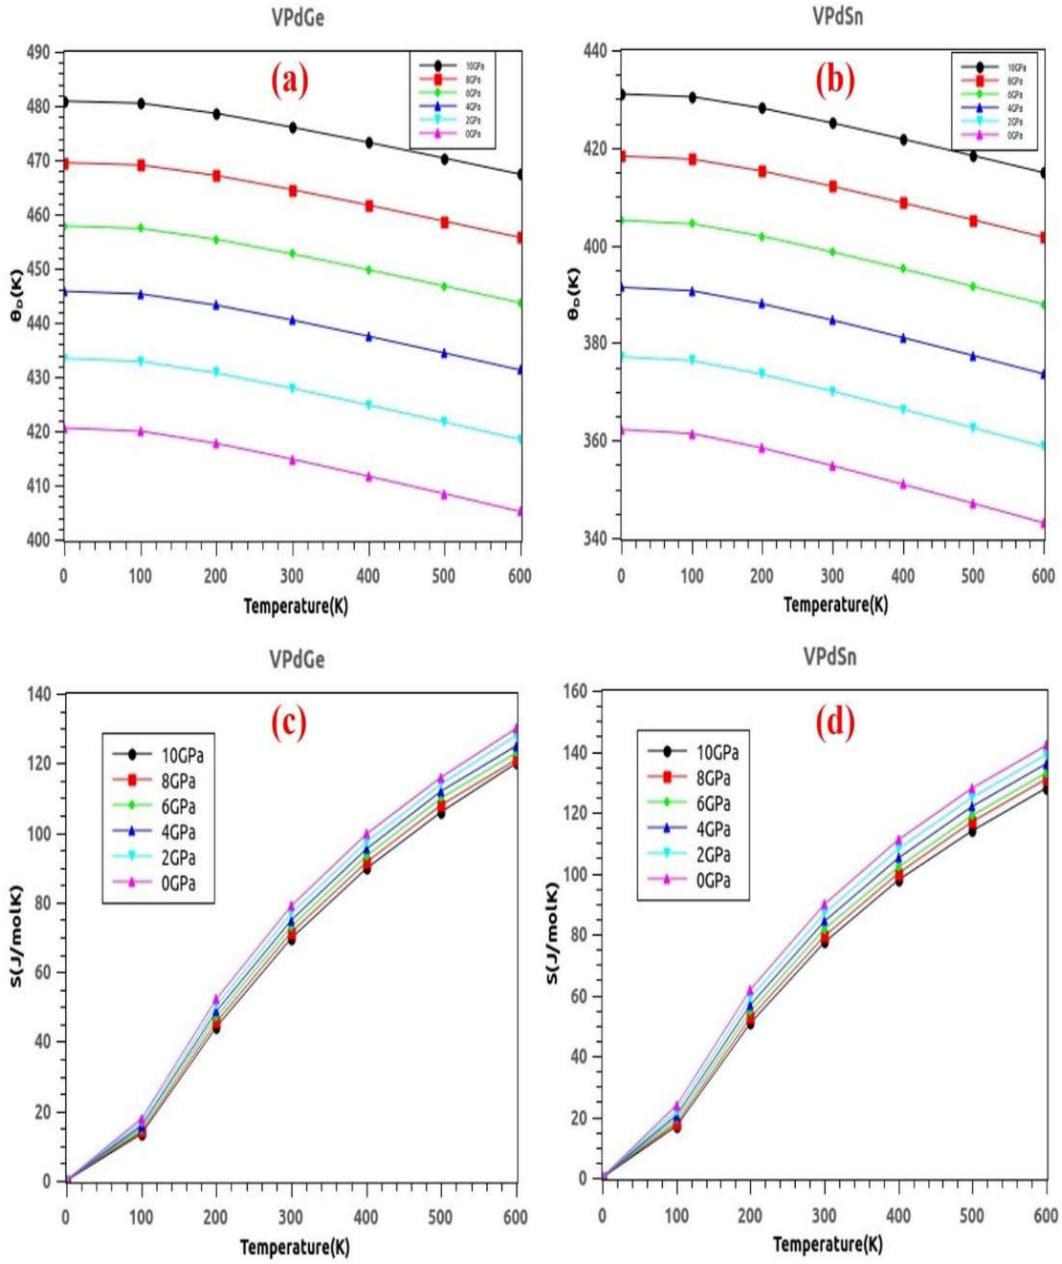 VPdGe
(a)
10GPa
8GPa
6GPa
4GPa
2GPa
0GPa
490
480
470
460
450
440
430
420
410
400
θD(K)
0 100 200 300 400 500 600
Temperature(K)
VPdSn
(b)
10GPa
8GPa
6GPa
4GPa
2GPa
0GPa
440
420
400
380
360
340
θD(K)
0 100 200 300 400 500 600
Temperature(K)
VPdGe
(c)
10GPa
8GPa
6GPa
4GPa
2GPa
0GPa
140
120
100
80
60
40
20
0
S(J/molK)
0 100 200 300 400 500 600
Temperature(K)
VPdSn
(d)
10GPa
8GPa
6GPa
4GPa
2GPa
0GPa
160
140
120
100
80
60
40
20
0
S(J/molK)
0 100 200 300 400 500 600
Temperature(K)